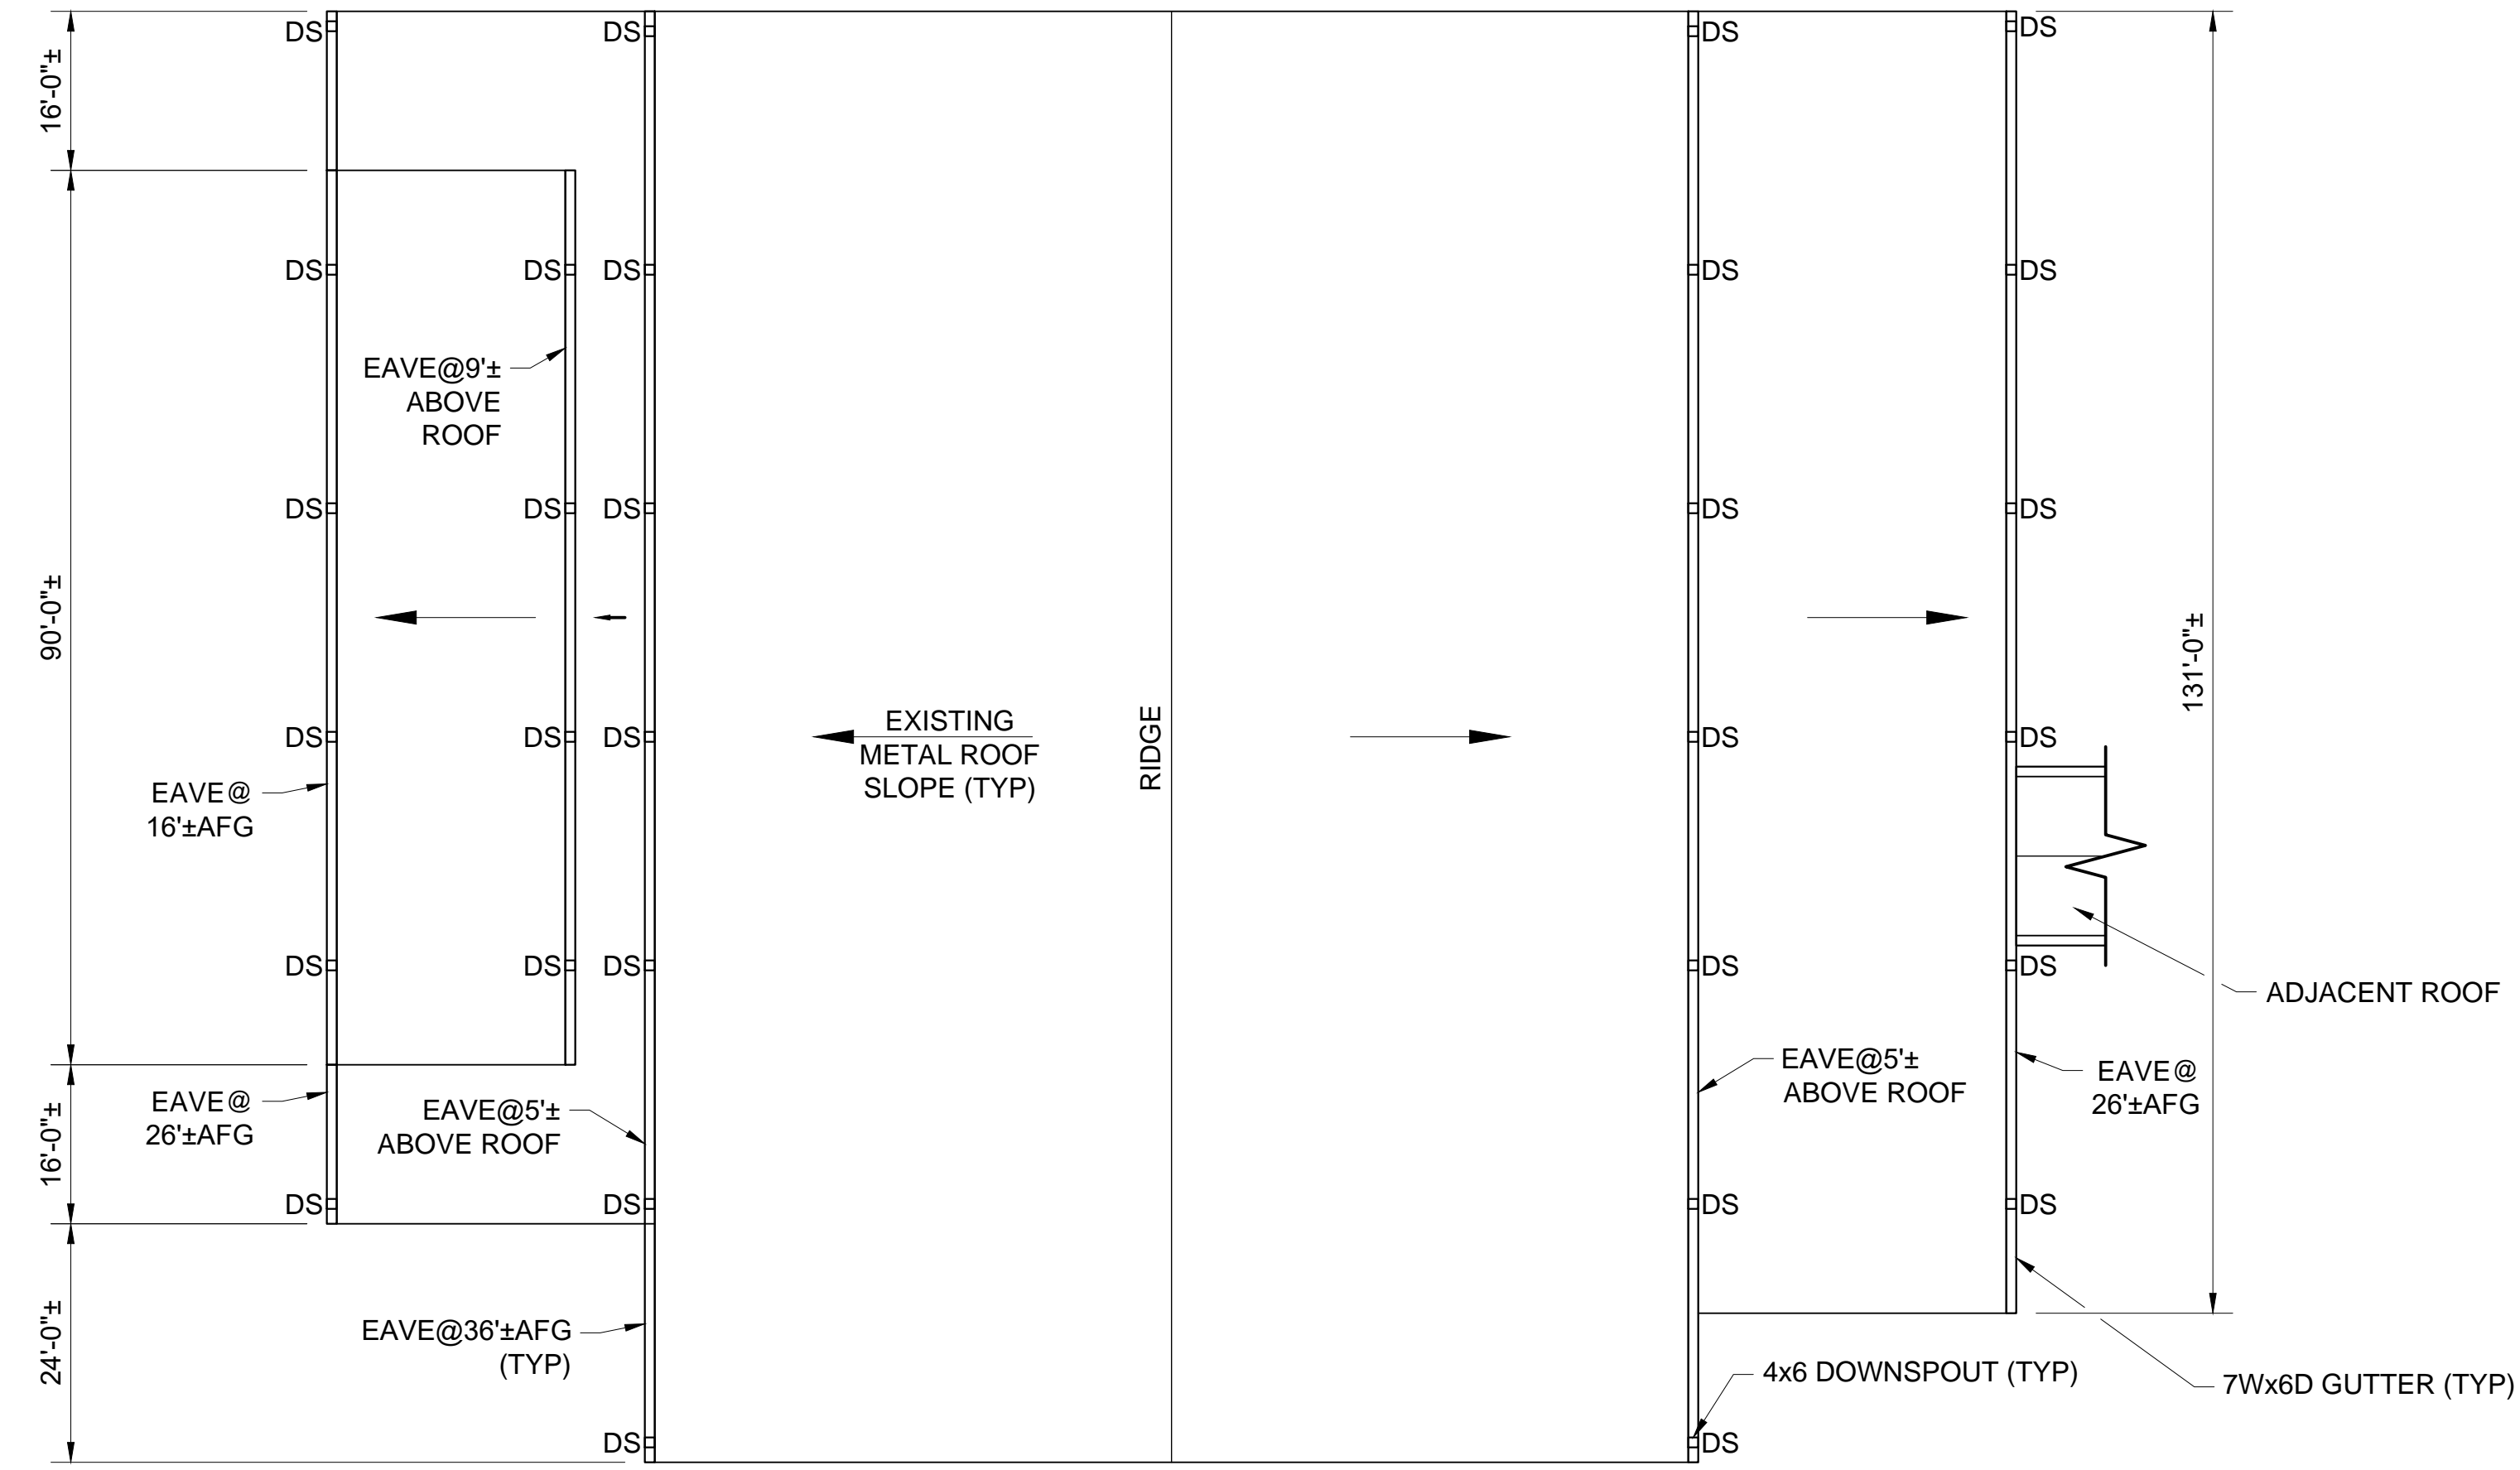 DS
DS
DS
DS
16'-0"±
DS
DS
DS
DS
DS
EAVE@9'±
ABOVE
ROOF
DS
DS
DS
DS
DS
90'-0"±
131'-0"±
EXISTING
METAL ROOF
SLOPE (TYP)
RIDGE
DS
DS
DS
DS
DS
EAVE@
16'±AFG
DS
DS
DS
DS
DS
ADJACENT ROOF
EAVE@5'±
ABOVE ROOF
EAVE@
26'±AFG
EAVE@
26'±AFG
EAVE@5'±
ABOVE ROOF
16'-0"±
DS
DS
DS
DS
24'-0"±
EAVE@36'±AFG
(TYP)
4x6 DOWNSPOUT (TYP)
7Wx6D GUTTER (TYP)
DS
DS